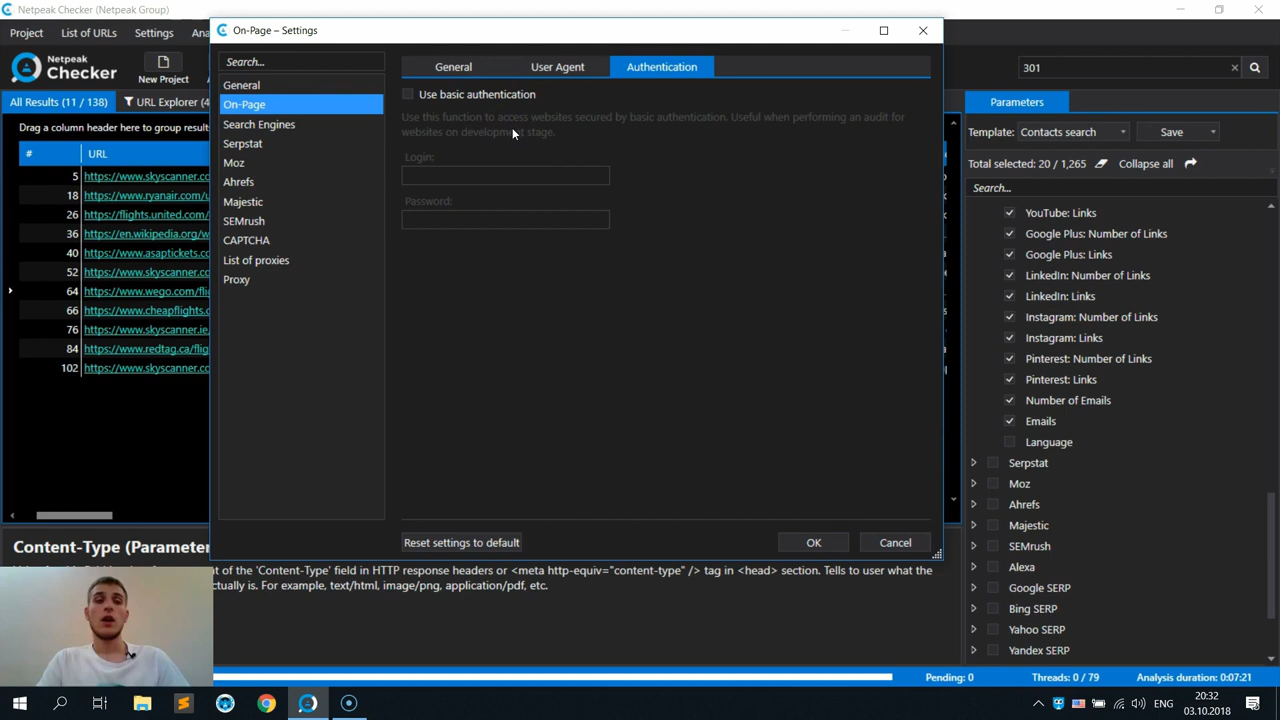 Netpeak Checker (Netpeak Group)
Project
List of URLs
Settings
Ana
Netpeak
Checker
New Project
301
All Results (11 / 138)
URL Explorer (4
Drag a column header here to group result
#
URL
5 https://www.skyscanner.c
18 https://www.ryanair.com/u
26 https://flights.united.com/
36 https://en.wikipedia.org/w
40 https://www.asaptickets.co
52 https://www.skyscanner.c
64 https://www.wego.com/fli
66 https://www.cheapflights.c
76 https://www.skyscanner.ie/
84 https://www.redtag.ca/flig
102 https://www.skyscanner.cc
On-Page – Settings
Search...
General
On-Page
Search Engines
Serpstat
Moz
Ahrefs
Majestic
SEMrush
CAPTCHA
List of proxies
Proxy
General
User Agent
Authentication
Use basic authentication
Use this function to access websites secured by basic authentication. Useful when performing an audit for
websites on development stage.
Login:
Password:
Reset settings to default
OK
Cancel
Parameters
Template: Contacts search
Save
Total selected: 20 / 1,265
Collapse all
Search...
YouTube: Links
Google Plus: Number of Links
Google Plus: Links
LinkedIn: Number of Links
LinkedIn: Links
Instagram: Number of Links
Instagram: Links
Pinterest: Number of Links
Pinterest: Links
Number of Emails
Emails
Language
Serpstat
Moz
Ahrefs
Majestic
SEMrush
Alexa
Google SERP
Bing SERP
Yahoo SERP
Yandex SERP
Content-Type (Parameter
nt of the 'Content-Type' field in HTTP response headers or <meta http-equiv="content-type" /> tag in <head> section. Tells to user what the
ctually is. For example, text/html, image/png, application/pdf, etc.
Pending: 0
Threads: 0 / 79
Analysis duration: 0:07:21
ENG
20:32
03.10.2018